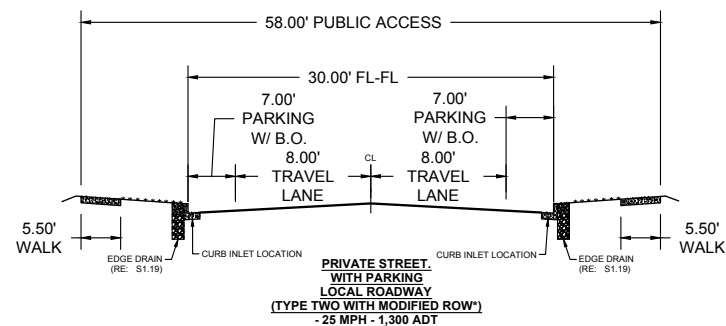 58.00' PUBLIC ACCESS
30.00' FL-FL
7.00'
PARKING
W/ B.O.
7.00'
PARKING
W/ B.O.
8.00'
TRAVEL
LANE
CL
8.00'
TRAVEL
LANE
5.50'
WALK
EDGE DRAIN
(RE: S1.19)
CURB INLET LOCATION
CURB INLET LOCATION
EDGE DRAIN
(RE: S1.19)
5.50'
WALK
PRIVATE STREET.
WITH PARKING
LOCAL ROADWAY
(TYPE TWO WITH MODIFIED ROW*)
- 25 MPH - 1,300 ADT